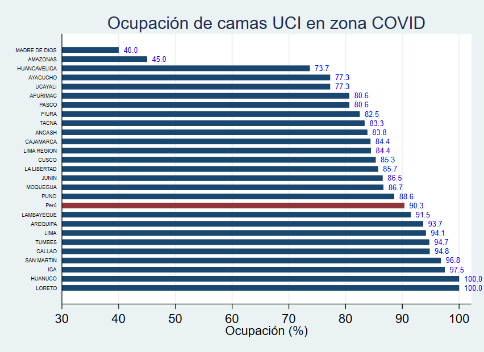 Ocupación de camas UCI en zona COVID
MADRE DE DIOS 40.0
AMAZONAS 45.0
HUANCAVELICA 73.7
AYACUCHO 77.3
UCAYALI 77.3
APURIMAC 80.6
PASCO 80.6
PIURA 82.5
TACNA 83.3
ANCASH 83.8
CAJAMARCA 84.4
LIMA REGION 84.4
CUSCO 85.3
LA LIBERTAD 85.7
JUNIN 86.5
MOQUEGUA 86.7
PUNO 88.6
Perú 90.3
LAMBAYEQUE 91.5
AREQUIPA 93.7
LIMA 94.1
TUMBES 94.7
CALLAO 94.8
SAN MARTIN 96.8
ICA 97.5
HUANUCO 100.0
LORETO 100.0
30 40 50 60 70 80 90 100
Ocupación (%)